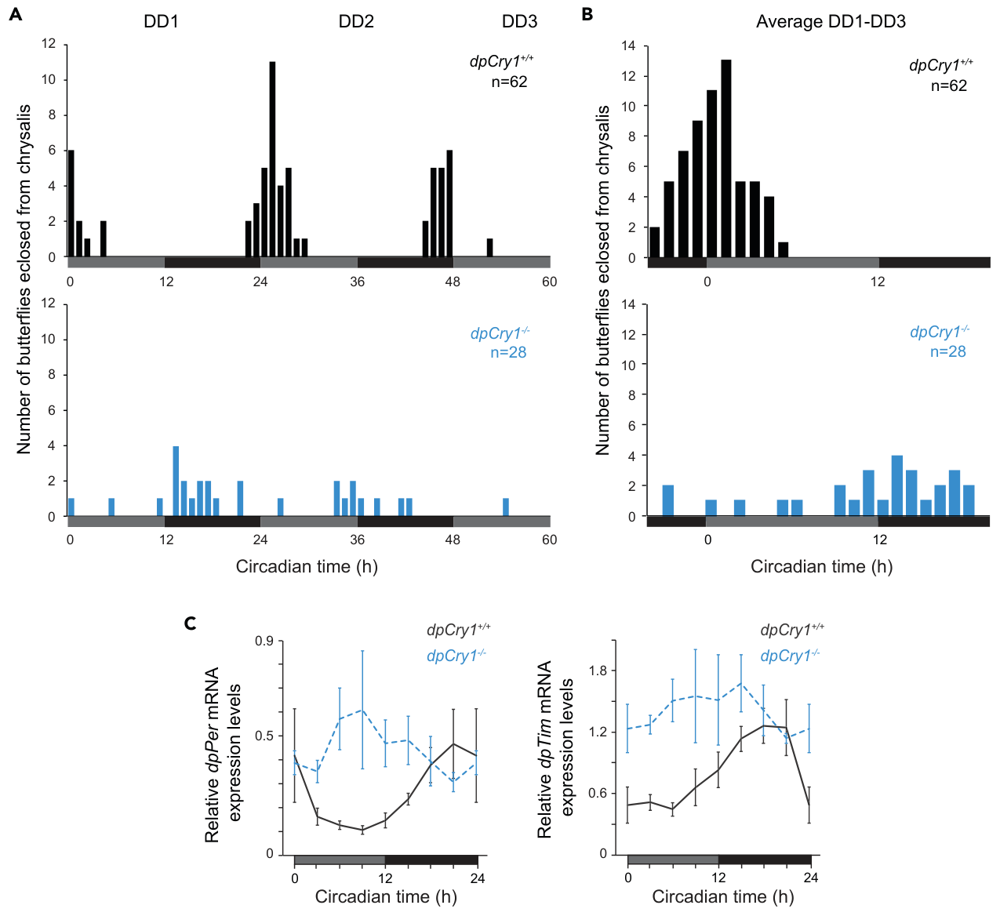 A
DD1 DD2 DD3
Number of butterflies eclosed from chrysalis
12
10
8
6
4
2
0
dpCry1+/+
n=62
0 12 24 36 48 60
12
10
8
6
4
2
0
dpCry1-/-
n=28
0 12 24 36 48 60
Circadian time (h)
B
Average DD1-DD3
Number of butterflies eclosed from chrysalis
14
12
10
8
6
4
2
0
dpCry1+/+
n=62
0 12
14
12
10
8
6
4
2
0
dpCry1-/-
n=28
0 12
Circadian time (h)
C
Relative dpPer mRNA
expression levels
0.9
0.5
0
dpCry1+/+
dpCry1-/-
0 12 24
Circadian time (h)
Relative dpTim mRNA
expression levels
1.8
1.2
0.6
0
dpCry1+/+
dpCry1-/-
0 12 24
Circadian time (h)